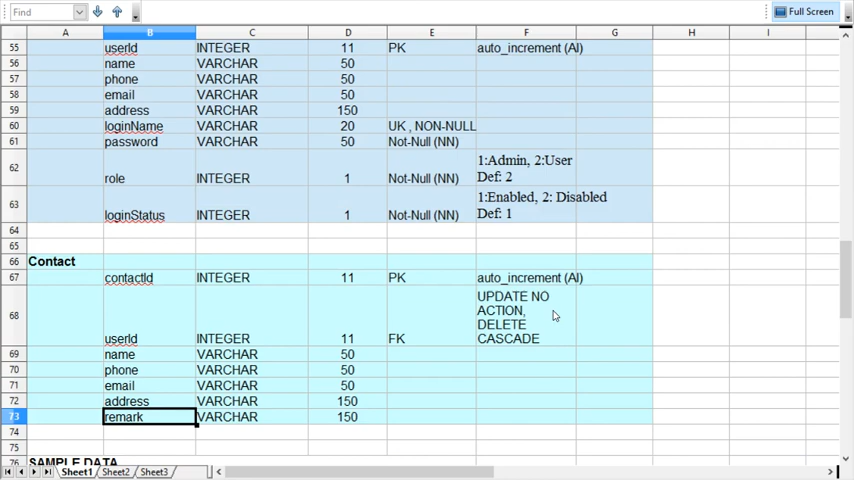 Find
Full Screen
A B C D E F G H I
55 userId INTEGER 11 PK auto_increment (AI)
56 name VARCHAR 50
57 phone VARCHAR 50
58 email VARCHAR 50
59 address VARCHAR 150
60 loginName VARCHAR 20 UK , NON-NULL
61 password VARCHAR 50 Not-Null (NN)
1:Admin, 2:User
62 role INTEGER 1 Not-Null (NN) Def: 2
1:Enabled, 2: Disabled
63 loginStatus INTEGER 1 Not-Null (NN) Def: 1
64
65
66 Contact
67 contactId INTEGER 11 PK auto_increment (AI)
UPDATE NO
ACTION,
68 DELETE
userId INTEGER 11 FK CASCADE
69 name VARCHAR 50
70 phone VARCHAR 50
71 email VARCHAR 50
72 address VARCHAR 150
73 remark VARCHAR 150
74
75
76 SAMPLE DATA
Sheet1 Sheet2 Sheet3